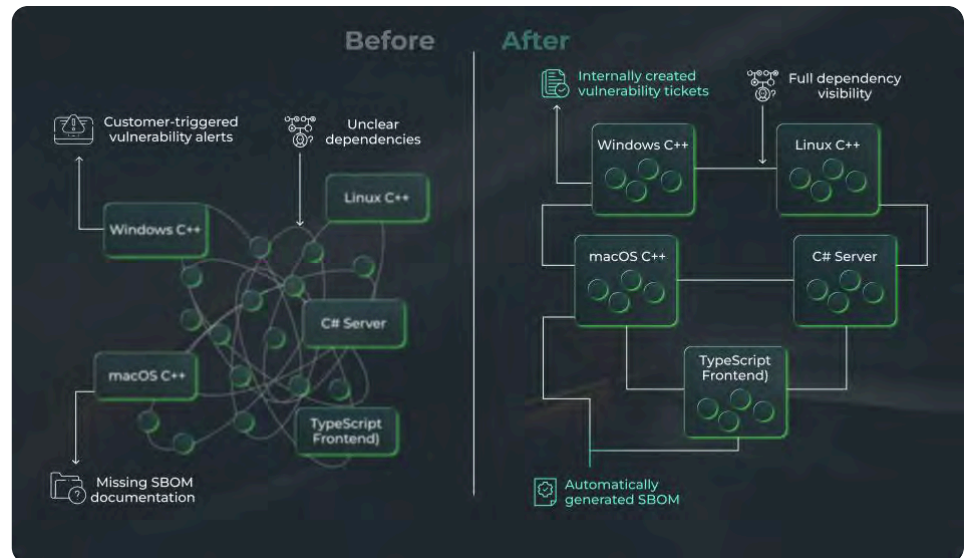 Before
Customer-triggered
vulnerability alerts
Unclear
dependencies
Linux C++
Windows C++
C# Server
macOS C++
TypeScript
Frontend)
Missing SBOM
documentation
After
Internally created
vulnerability tickets
Full dependency
visibility
Windows C++
Linux C++
macOS C++
C# Server
TypeScript
Frontend)
Automatically
generated SBOM